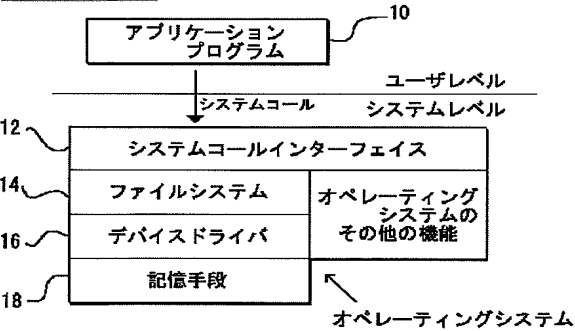 アプリケーション
プログラム
10
ユーザレベル
システムコール
システムレベル
12
システムコールインターフェイス
14
ファイルシステム
オペレーティング
システムの
その他の機能
16
デバイスドライバ
18
記憶手段
オペレーティングシステム